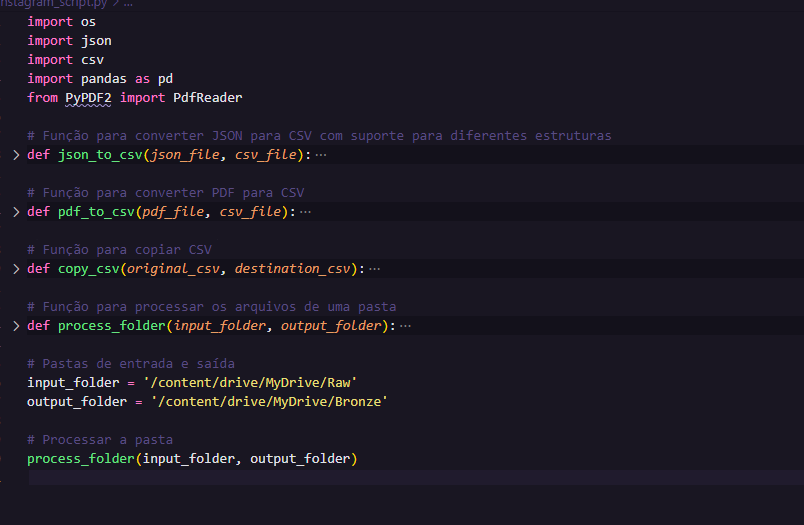 instagram_script.py > ...
import os
import json
import csv
import pandas as pd
from PyPDF2 import PdfReader
# Função para converter JSON para CSV com suporte para diferentes estruturas
> def json_to_csv(json_file, csv_file): ...
# Função para converter PDF para CSV
> def pdf_to_csv(pdf_file, csv_file): ...
# Função para copiar CSV
> def copy_csv(original_csv, destination_csv): ...
# Função para processar os arquivos de uma pasta
> def process_folder(input_folder, output_folder): ...
# Pastas de entrada e saída
input_folder = '/content/drive/MyDrive/Raw'
output_folder = '/content/drive/MyDrive/Bronze'
# Processar a pasta
process_folder(input_folder, output_folder)